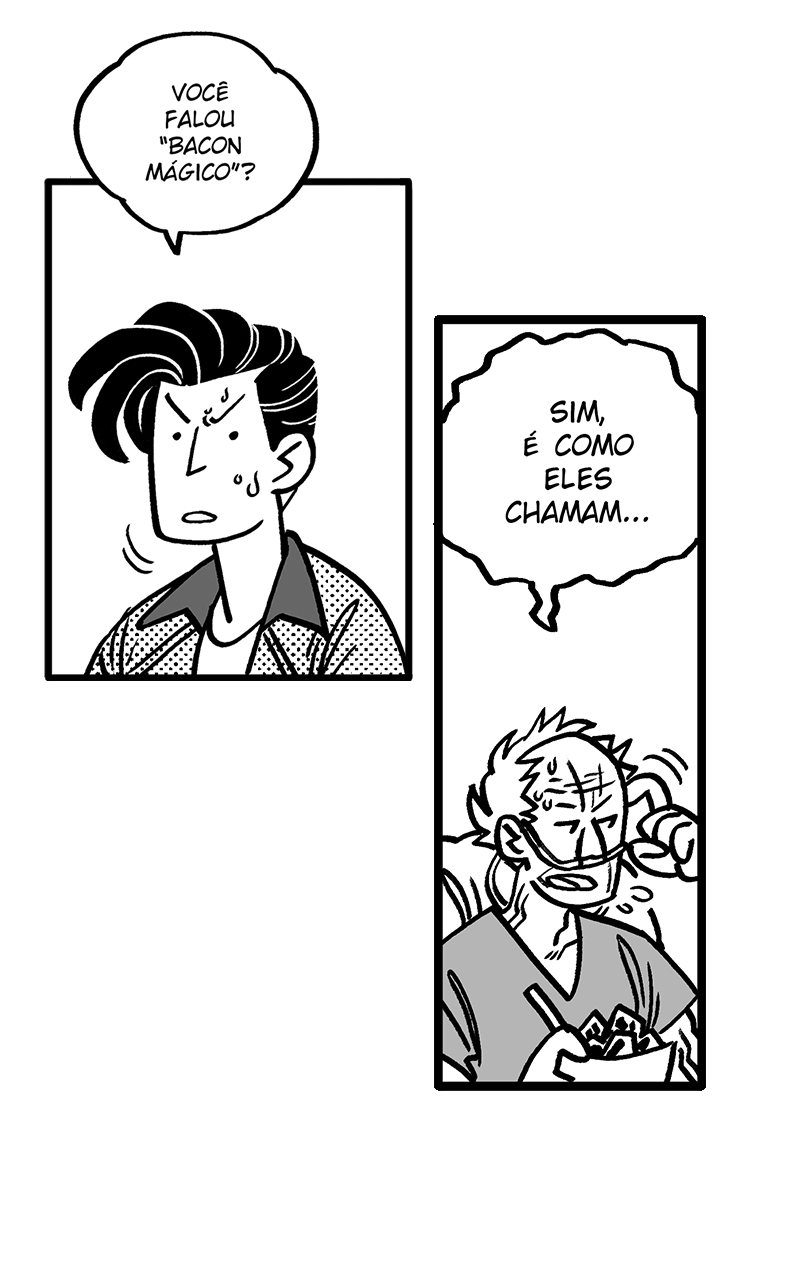 VOCÊ
FALOU
"BACON
MÁGICO"?
SIM,
É COMO
ELES
CHAMAM...